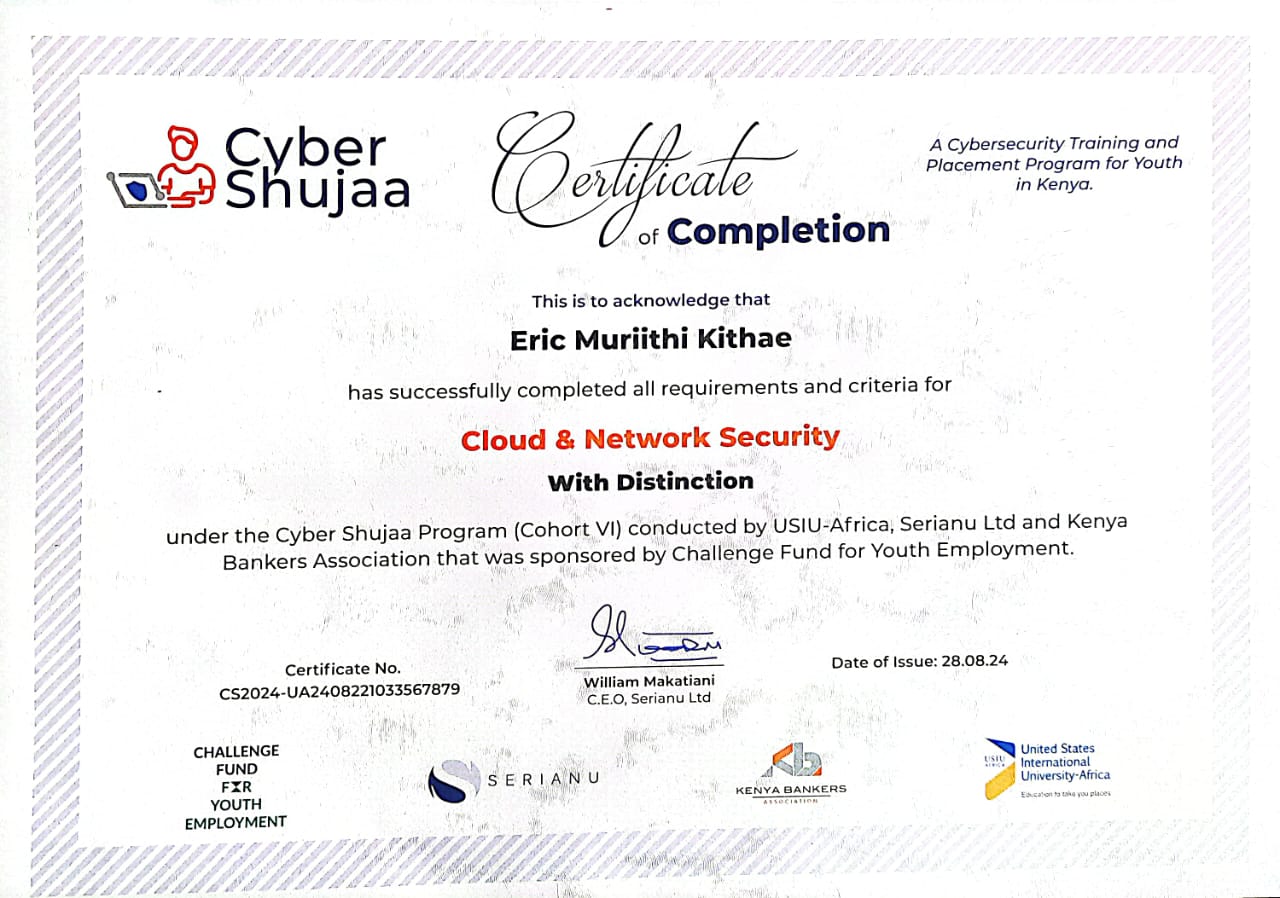 Cyber
Shujaa
Certificate
of Completion
A Cybersecurity Training and
Placement Program for Youth
in Kenya.
This is to acknowledge that
Eric Muriithi Kithae
has successfully completed all requirements and criteria for
Cloud & Network Security
With Distinction
under the Cyber Shujaa Program (Cohort VI) conducted by USIU-Africa, Serianu Ltd and Kenya
Bankers Association that was sponsored by Challenge Fund for Youth Employment.
Certificate No.
CS2024-UA2408221033567879
William Makatiani
C.E.O, Serianu Ltd
Date of Issue: 28.08.24
CHALLENGE
FUND
FOR
YOUTH
EMPLOYMENT
SERIANU
KENYA BANKERS
ASSOCIATION
USIU
AFRICA
United States
International
University-Africa
Education to take you places